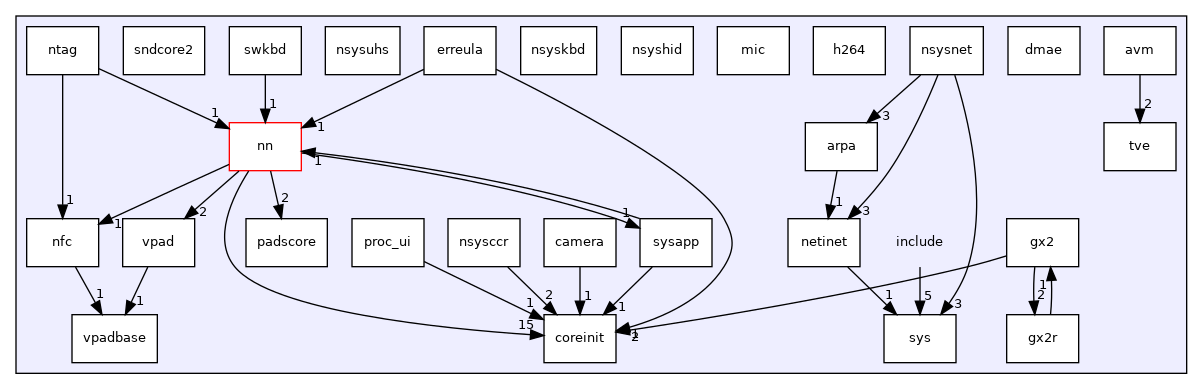 ntag
sndcore2
swkbd
nsysuhs
erreula
nsyskbd
nsyshid
mic
h264
nsysnet
dmae
avm
1
1
1
3
2
nn
arpa
tve
1
1
2
2
1
1
3
nfc
vpad
padscore
proc_ui
nsysccr
camera
sysapp
netinet
include
gx2
1
1
15
1
2
1
1
2
1
5
3
2
1
vpadbase
coreinit
sys
gx2r